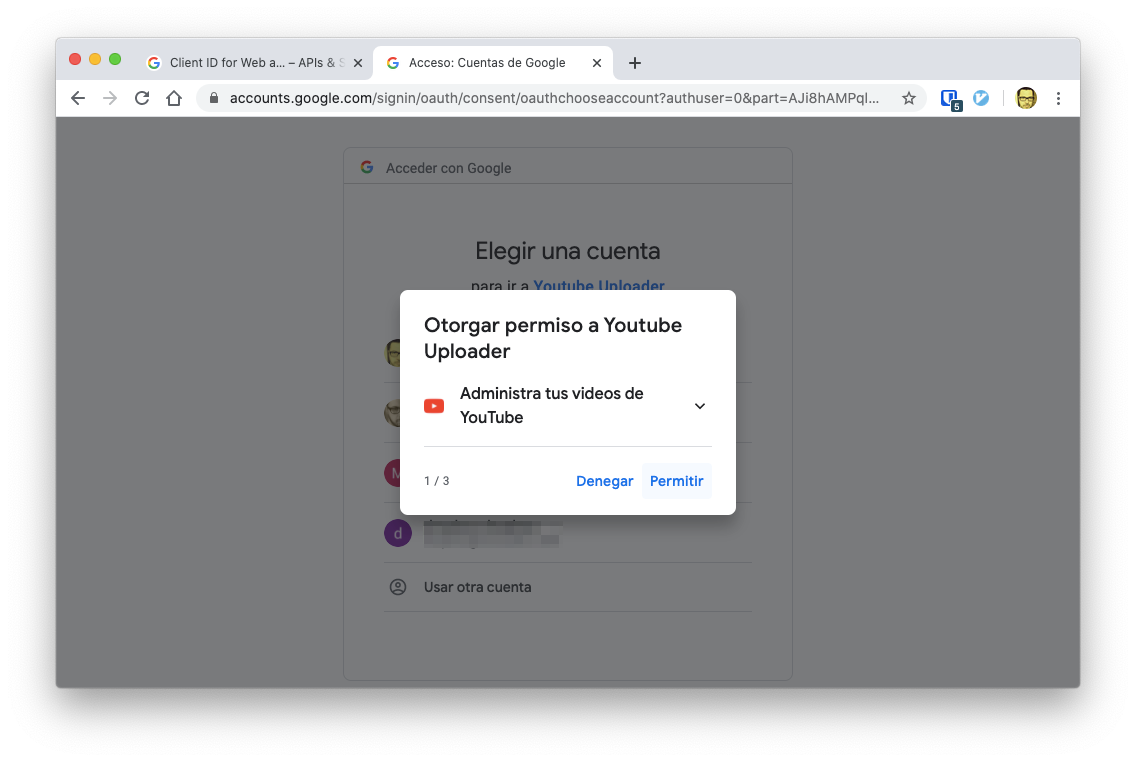 Client ID for Web a... – APIs & S
Acceso: Cuentas de Google
accounts.google.com/signin/oauth/consent/oauthchooseaccount?authuser=0&part=AJi8hAMPqI...
5
Acceder con Google
Elegir una cuenta
para ir a Youtube Uploader
Otorgar permiso a Youtube
Uploader
Administra tus videos de
YouTube
1 / 3
Denegar
Permitir
M
d
Usar otra cuenta